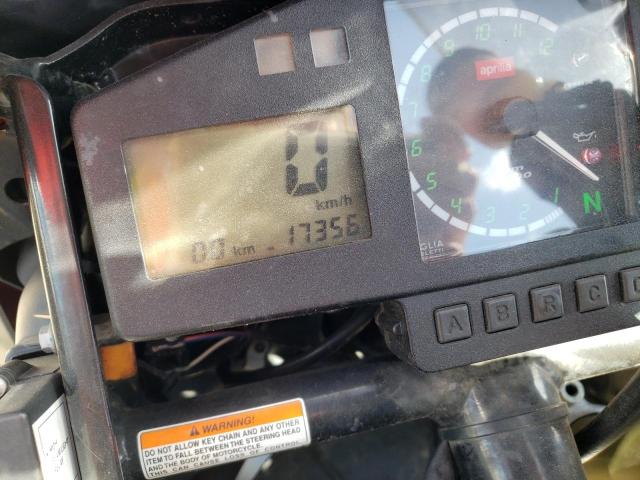 0
km/h
00 km - 17356
10 11 12
9
8
aprilia
6
5
4 3 2 1
N
GLIA
LETTI
A B R C D
WARNING!
DO NOT ALLOW KEY CHAIN AND ANY OTHER
ITEM TO FALL BETWEEN THE STEERING HEAD
AND THE BODY OF MOTORCYCLE.
THIS CAN CAUSE LOSS OF CONTROL